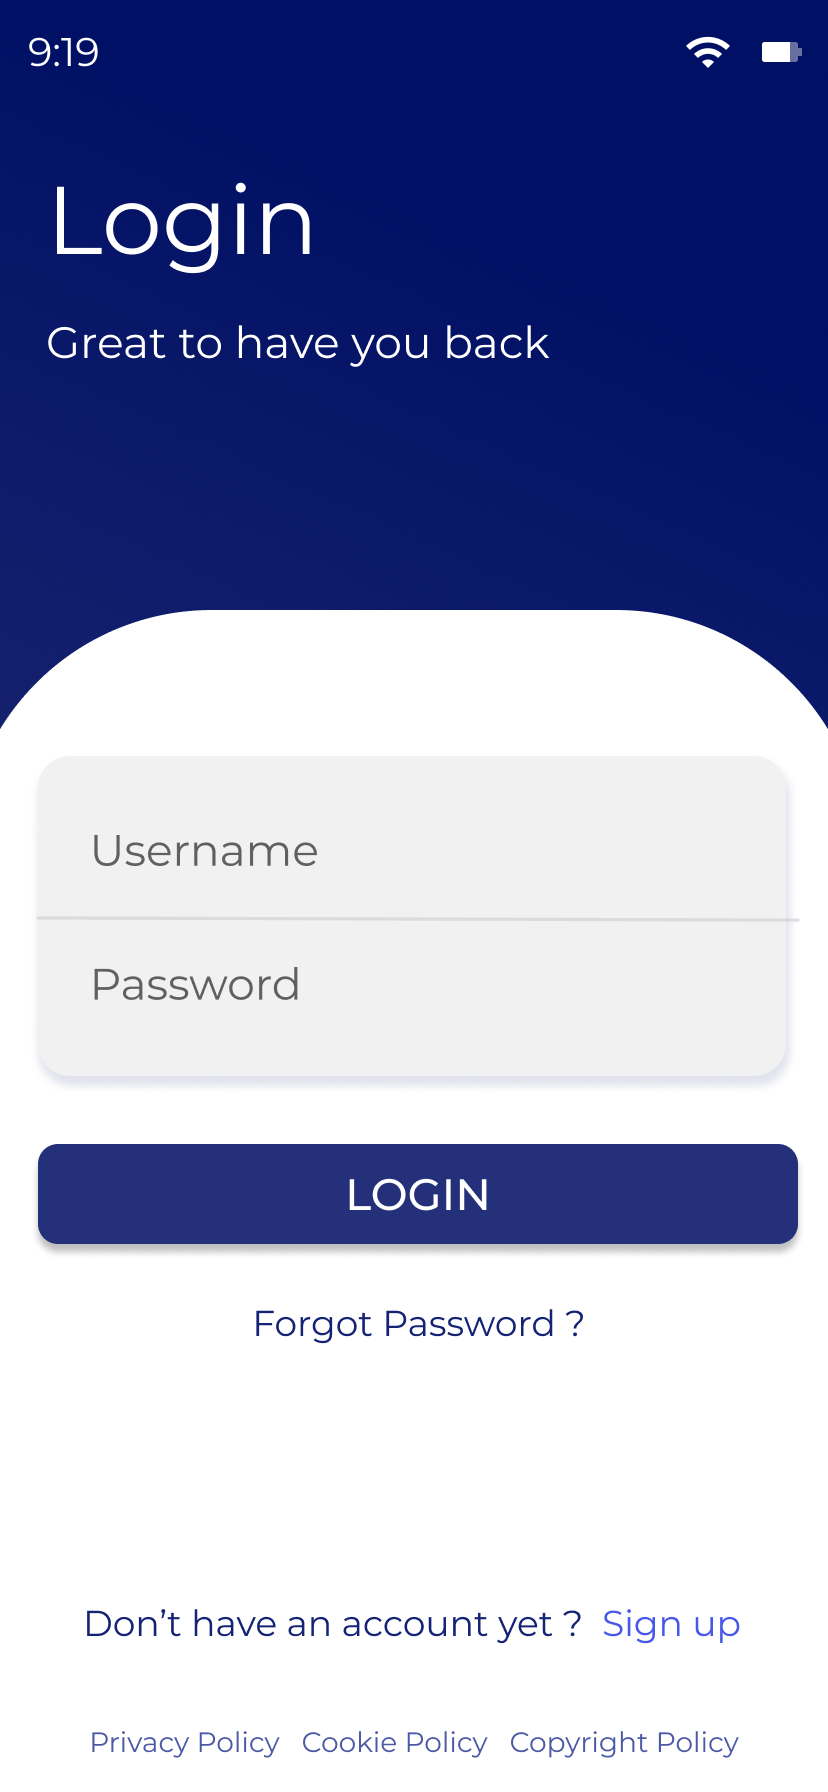 9:19
Login
Great to have you back
Username
Password
LOGIN
Forgot Password ?
Don’t have an account yet ? Sign up
Privacy Policy Cookie Policy Copyright Policy